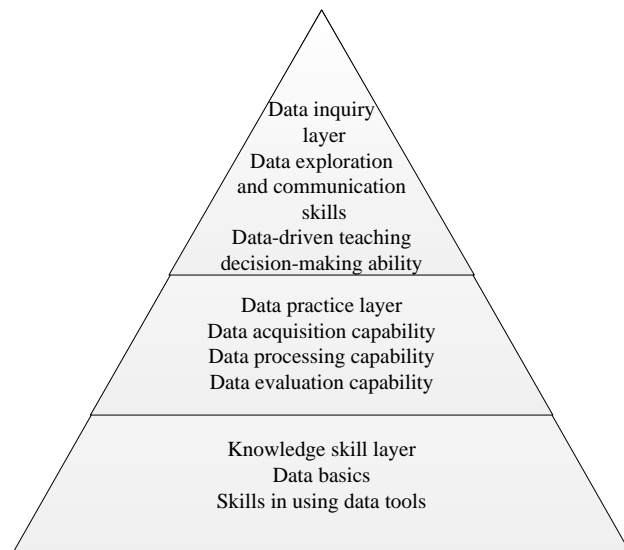 Data inquiry
layer
Data exploration
and communication
skills
Data-driven teaching
decision-making ability
Data practice layer
Data acquisition capability
Data processing capability
Data evaluation capability
Knowledge skill layer
Data basics
Skills in using data tools